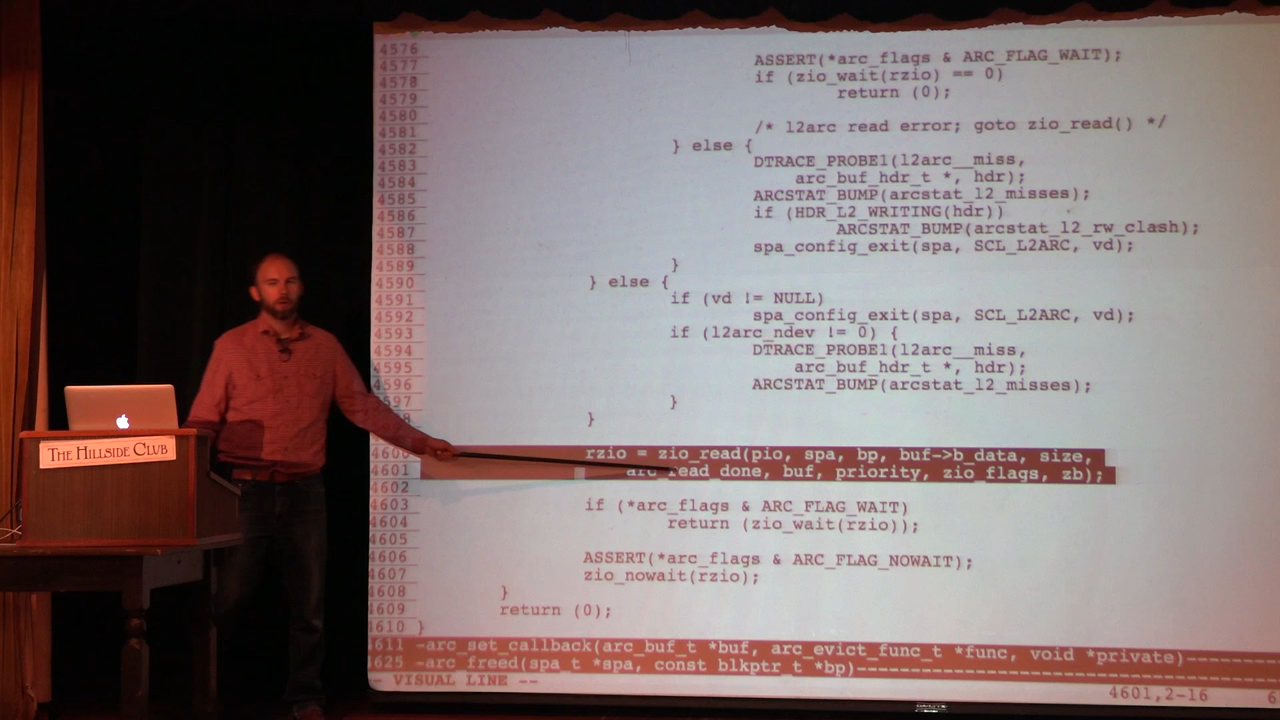 THE HILLSIDE CLUB
4576
4577 ASSERT(*arc_flags & ARC_FLAG_WAIT);
4578 if (zio_wait(rzio) == 0)
4579 return (0);
4580
4581 /* l2arc read error; goto zio_read() */
4582 } else {
4583 DTRACE_PROBE1(l2arc__miss,
4584 arc_buf_hdr_t *, hdr);
4585 ARCSTAT_BUMP(arcstat_l2_misses);
4586 if (HDR_L2_WRITING(hdr))
4587 ARCSTAT_BUMP(arcstat_l2_rw_clash);
4588 spa_config_exit(spa, SCL_L2ARC, vd);
4589 }
4590 } else {
4591 if (vd != NULL)
4592 spa_config_exit(spa, SCL_L2ARC, vd);
4593 if (l2arc_ndev != 0) {
4594 DTRACE_PROBE1(l2arc__miss,
4595 arc_buf_hdr_t *, hdr);
4596 ARCSTAT_BUMP(arcstat_l2_misses);
4597 }
}
4600 rzio = zio_read(pio, spa, bp, buf->b_data, size,
4601 arc_read_done, buf, priority, zio_flags, zb);
4602
4603 if (*arc_flags & ARC_FLAG_WAIT)
4604 return (zio_wait(rzio));
4605
4606 ASSERT(*arc_flags & ARC_FLAG_NOWAIT);
4607 zio_nowait(rzio);
4608 }
4609 return (0);
4610 }
4611 -arc_set_callback(arc_buf_t *buf, arc_evict_func_t *func, void *private)-------
4625 -arc_freed(spa_t *spa, const blkptr_t *bp)-------
-- VISUAL LINE --
4601,2-16 6